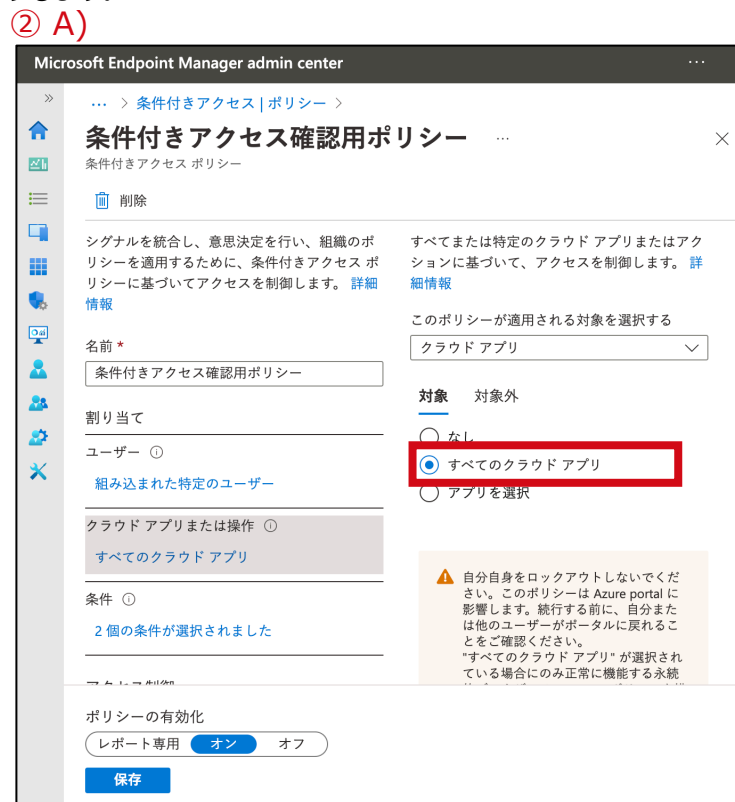 ② A)
Microsoft Endpoint Manager admin center
…
»
… > 条件付きアクセス | ポリシー >
条件付きアクセス確認用ポリシー …
条件付きアクセス ポリシー
削除
シグナルを統合し、意思決定を行い、組織のポ
リシーを適用するために、条件付きアクセス ポ
リシーに基づいてアクセスを制御します。 詳細
情報
名前 *
条件付きアクセス確認用ポリシー
割り当て
ユーザー
組み込まれた特定のユーザー
クラウド アプリまたは操作
すべてのクラウド アプリ
条件
2 個の条件が選択されました
すべてまたは特定のクラウド アプリまたはアク
ションに基づいて、アクセスを制御します。 詳
細情報
このポリシーが適用される対象を選択する
クラウド アプリ
対象 対象外
なし
すべてのクラウド アプリ
アプリを選択
自分自身をロックアウトしないでくだ
さい。このポリシーは Azure portal に
影響します。続行する前に、自分また
は他のユーザーがポータルに戻れるこ
とをご確認ください。
"すべてのクラウド アプリ" が選択され
ている場合にのみ正常に機能する永続
ポリシーの有効化
レポート専用 オン オフ
保存